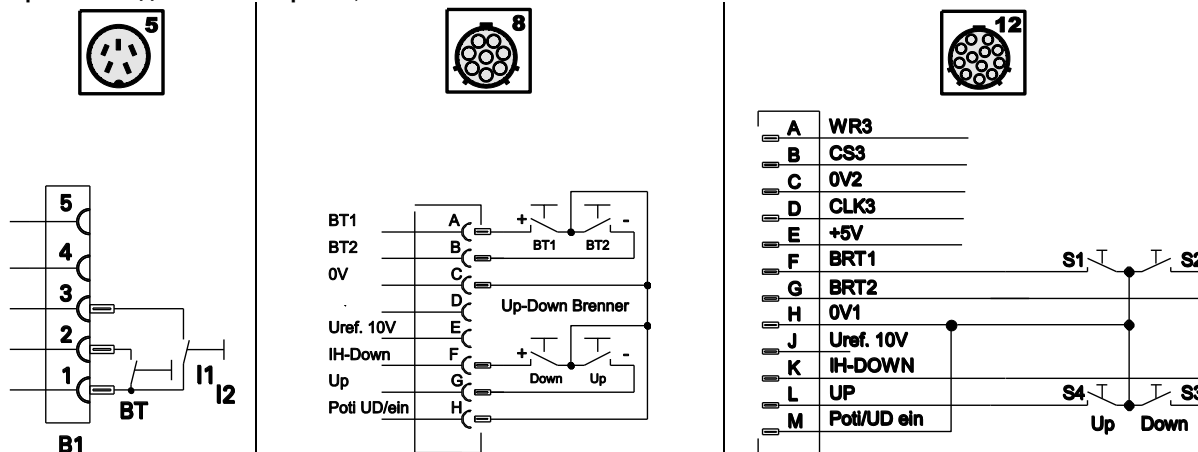 5
8
12
5
4
3
2
1
BT
I1
I2
B1
BT1
BT2
0V
Uref. 10V
IH-Down
Up
Poti UD/ein
A
B
C
D
E
F
G
H
+
-
BT1
BT2
Up-Down Brenner
+
-
Down
Up
A WR3
B CS3
C 0V2
D CLK3
E +5V
F BRT1
G BRT2
H 0V1
J Uref. 10V
K IH-DOWN
L UP
M Poti/UD ein
S1
S2
S4
S3
Up
Down